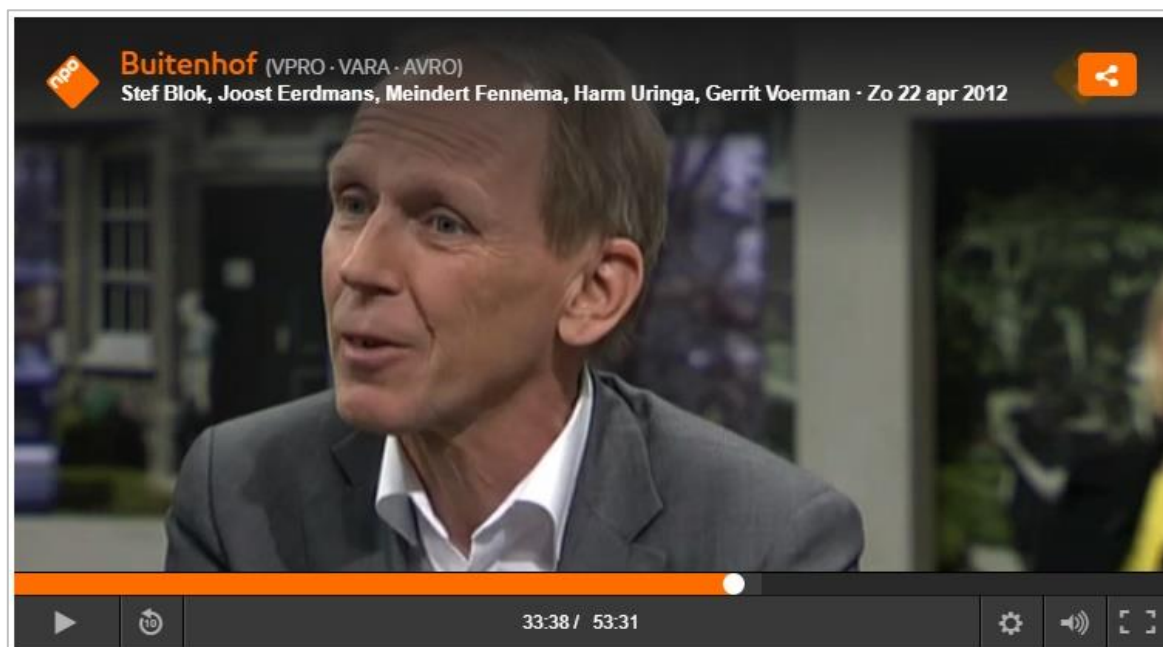 npo
Buitenhof (VPRO · VARA · AVRO)
Stef Blok, Joost Eerdmans, Meindert Fennema, Harm Uringa, Gerrit Voerman · Zo 22 apr 2012
10
33:38 / 53:31